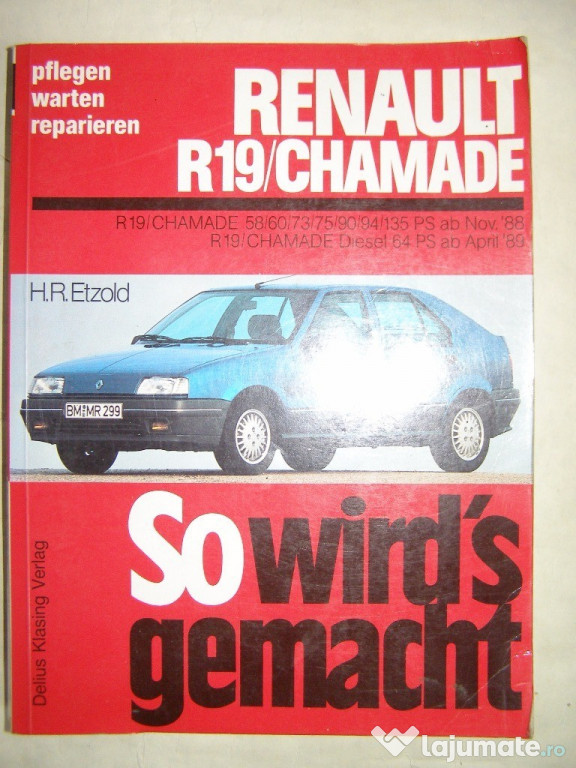 pflegen
warten
reparieren
RENAULT
R19/CHAMADE
R19/CHAMADE 58/60/73/75/90/94/135 PS ab Nov. '88
R19/CHAMADE Diesel 64 PS ab April '89
H.R. Etzold
BM MR 299
So wird's
gemacht
Delius Klasing Verlag
lajumate.ro